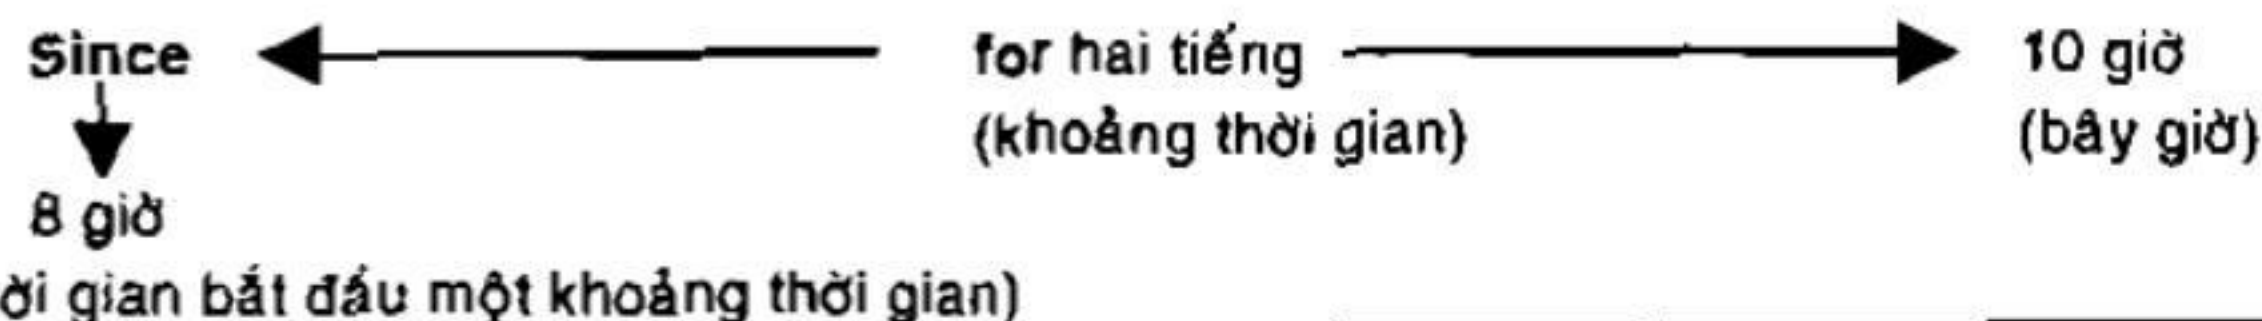 Since for hai tiếng 10 giờ
(khoảng thời gian) (bây giờ)
8 giờ
gian bắt đầu một khoảng thời gian)